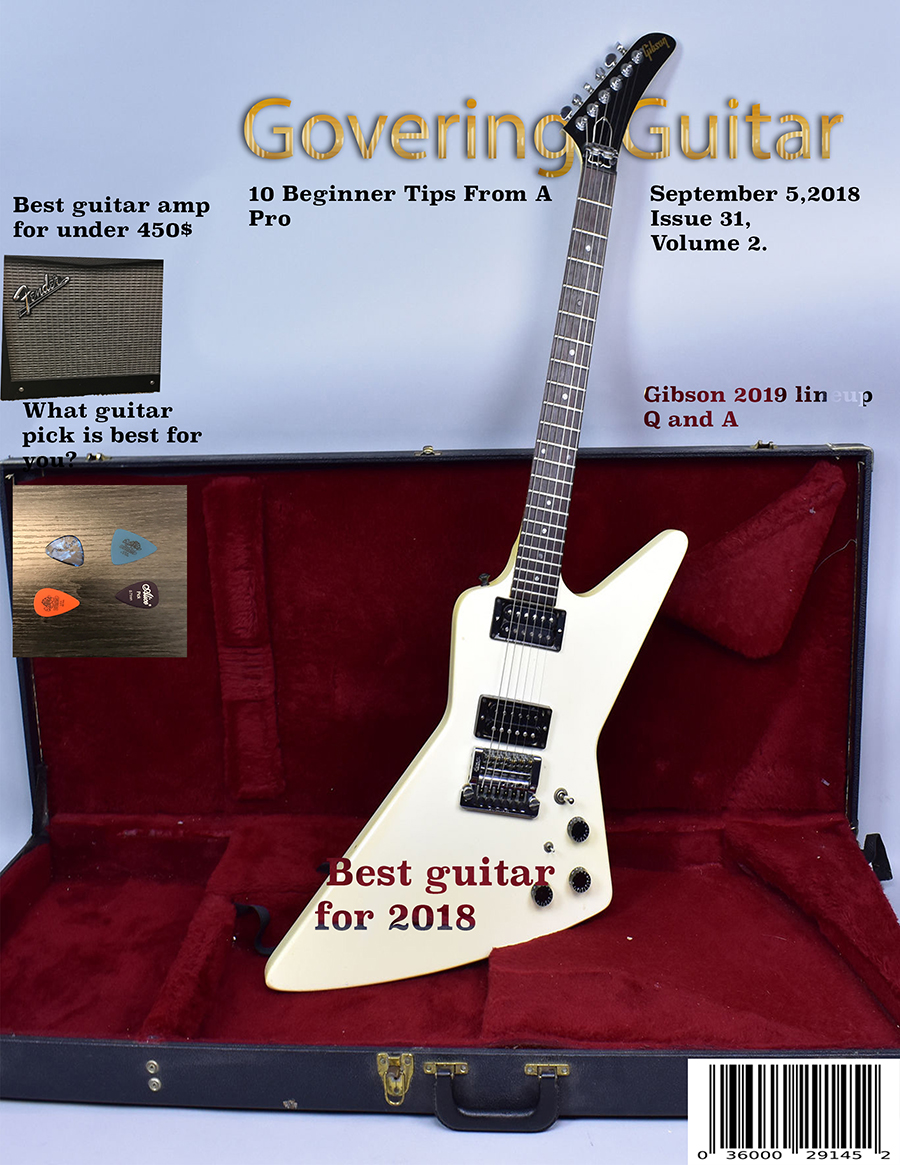 Gibson
Govering Guitar
Best guitar amp
for under 450$
10 Beginner Tips From A
Pro
September 5,2018
Issue 31,
Volume 2.
Fender
What guitar
pick is best for
you?
Gibson 2019 lineup
Q and A
Alice
Best guitar
for 2018
0 36000 29145 2